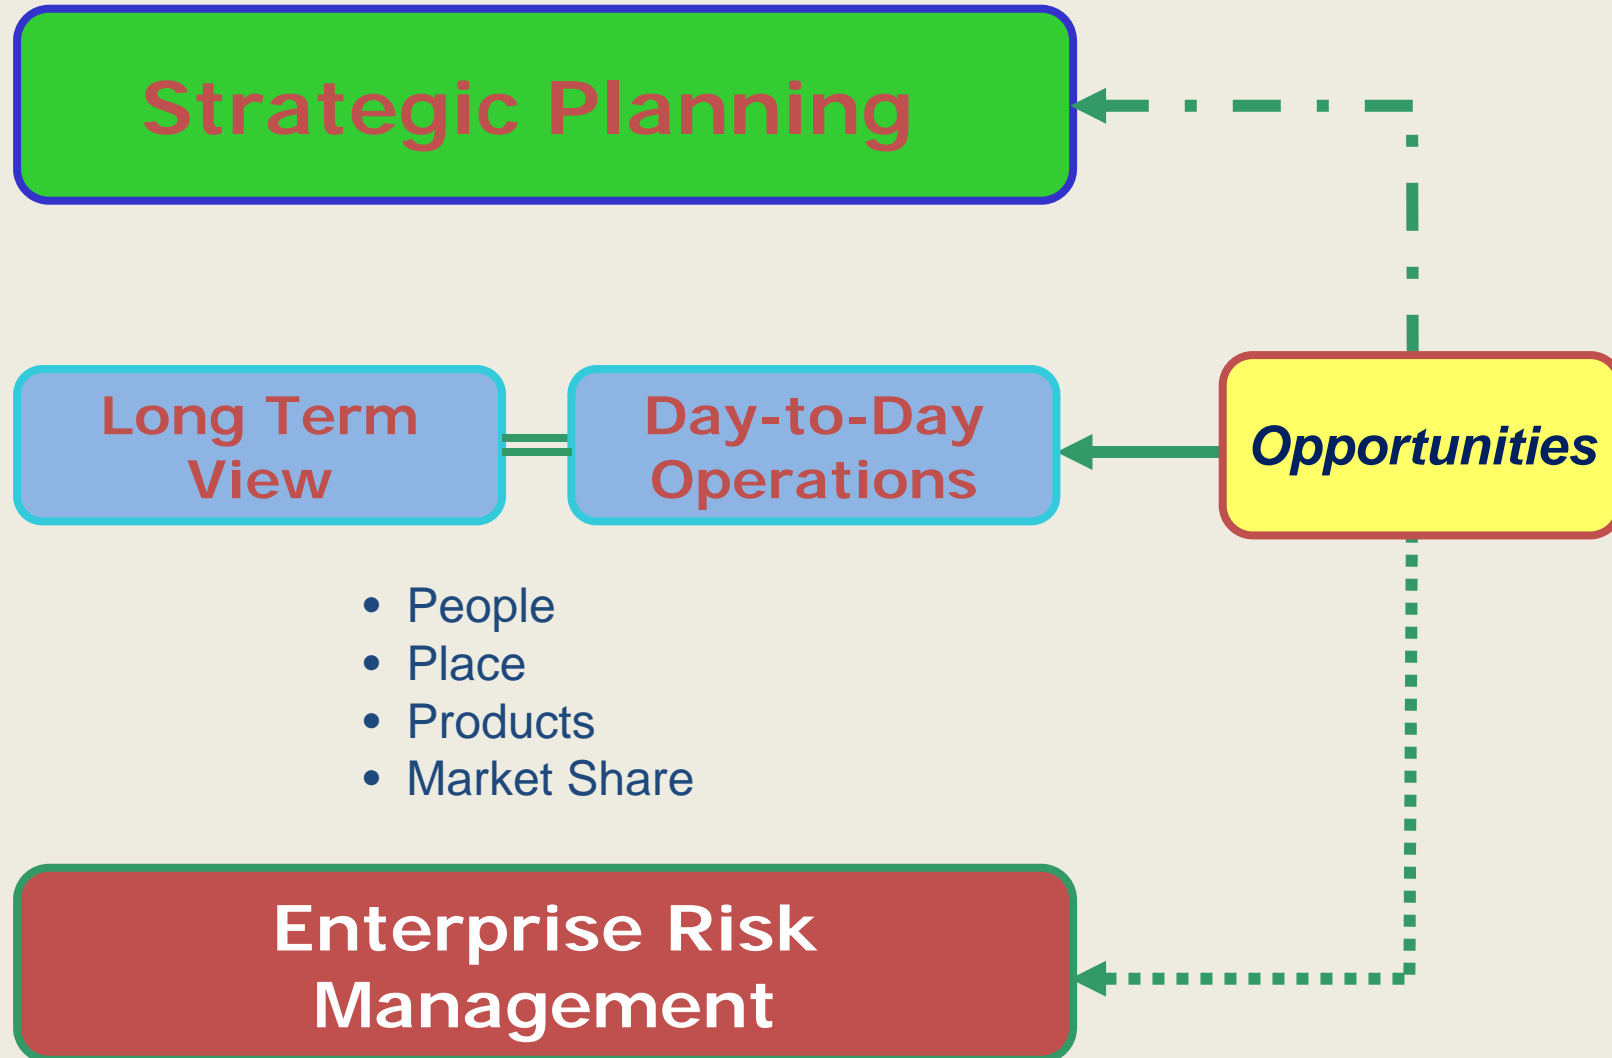 Strategic Planning
Long Term
View
Day-to-Day
Operations
Opportunities
• People
• Place
• Products
• Market Share
Enterprise Risk
Management